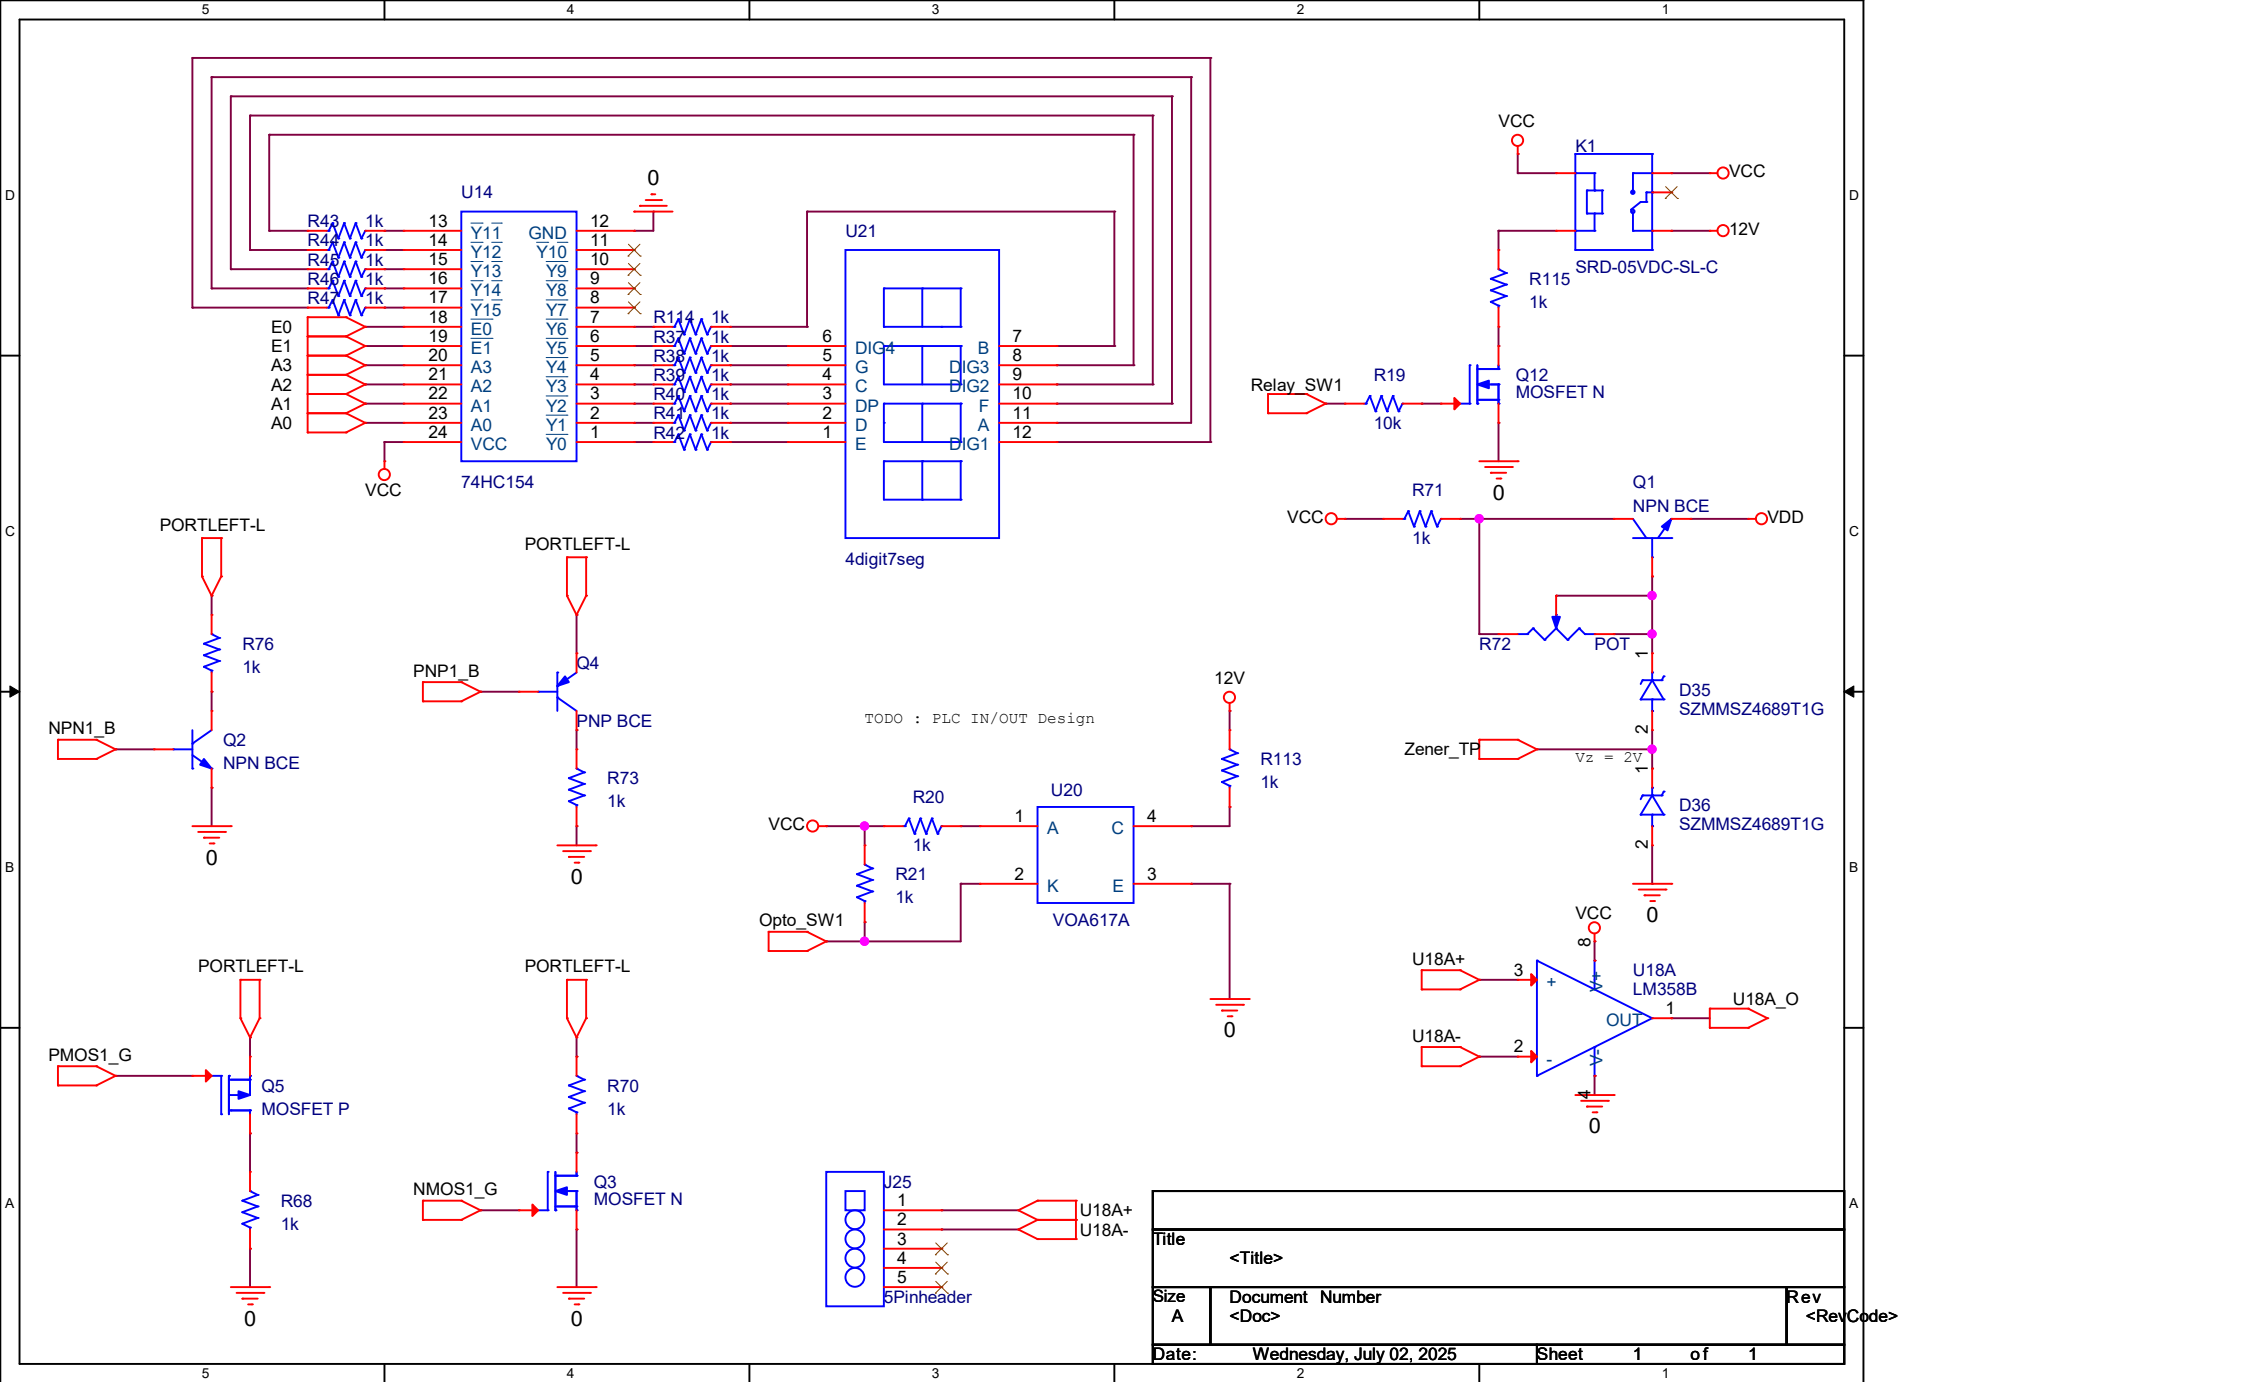 5 4 3 2 1
D
C
B
A
D
C
B
A
U14
0
R43 1k 13 Y11 GND 12
R44 1k 14 Y12 Y10 11
R45 1k 15 Y13 Y9 10
R46 1k 16 Y14 Y8 9
R47 1k 17 Y15 Y7 8
E0 18 E0 Y6 7 R114 1k
E1 19 E1 Y5 6 R37 1k
A3 20 A3 Y4 5 R38 1k
A2 21 A2 Y3 4 R39 1k
A1 22 A1 Y2 3 R40 1k
A0 23 A0 Y1 2 R41 1k
24 VCC Y0 1 R42 1k
VCC
74HC154
U21
6 DIG4 B 7
5 G DIG3 8
4 C DIG2 9
3 DP F 10
2 D A 11
1 E DIG1 12
4digit7seg
VCC
K1
VCC
12V
SRD-05VDC-SL-C
R115
1k
Relay_SW1
R19
10k
Q12
MOSFET N
0
VCC
R71
1k
Q1
NPN BCE
VDD
R72
POT
1
D35
SZMMSZ4689T1G
2
Zener_TP
Vz = 2V
1
D36
SZMMSZ4689T1G
2
0
PORTLEFT-L
R76
1k
NPN1_B
Q2
NPN BCE
0
PORTLEFT-L
PNP1_B
Q4
PNP BCE
R73
1k
0
TODO : PLC IN/OUT Design
12V
R113
1k
U20
VCC
R20
1k
1 A C 4
2 K E 3
R21
1k
Opto_SW1
VOA617A
0
VCC
8
U18A+
3
+
V+
U18A
LM358B
OUT
1
U18A_O
U18A-
2
-
V-
4
0
PORTLEFT-L
PMOS1_G
Q5
MOSFET P
R68
1k
0
PORTLEFT-L
R70
1k
NMOS1_G
Q3
MOSFET N
0
J25
1 U18A+
2 U18A-
3
4
5
5Pinheader
Title
<Title>
Size
A
Document Number
<Doc>
Rev
<RevCode>
Date: Wednesday, July 02, 2025 Sheet 1 of 1
5 4 3 2 1